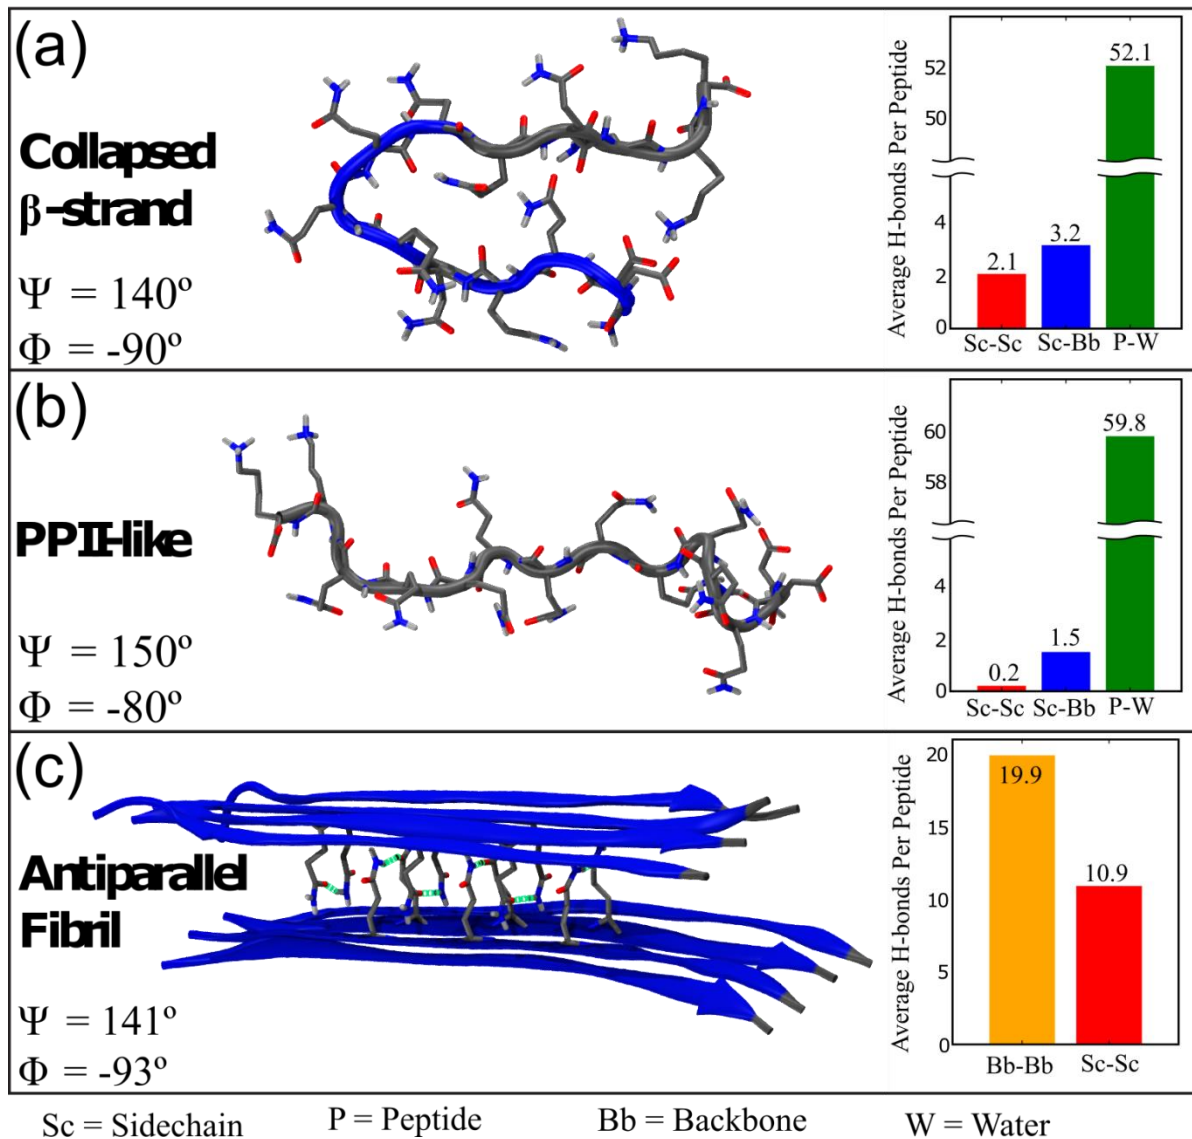 (a)
Collapsed
β-strand
Ψ = 140º
Φ = -90º
Average H-bonds Per Peptide
52
50
4
2
0
2.1
3.2
52.1
Sc-Sc Sc-Bb P-W
(b)
PPII-like
Ψ = 150º
Φ = -80º
Average H-bonds Per Peptide
60
58
4
2
0
0.2
1.5
59.8
Sc-Sc Sc-Bb P-W
(c)
Antiparallel
Fibril
Ψ = 141º
Φ = -93º
Average H-bonds Per Peptide
20
15
10
5
0
19.9
10.9
Bb-Bb Sc-Sc
Sc = Sidechain P = Peptide Bb = Backbone W = Water